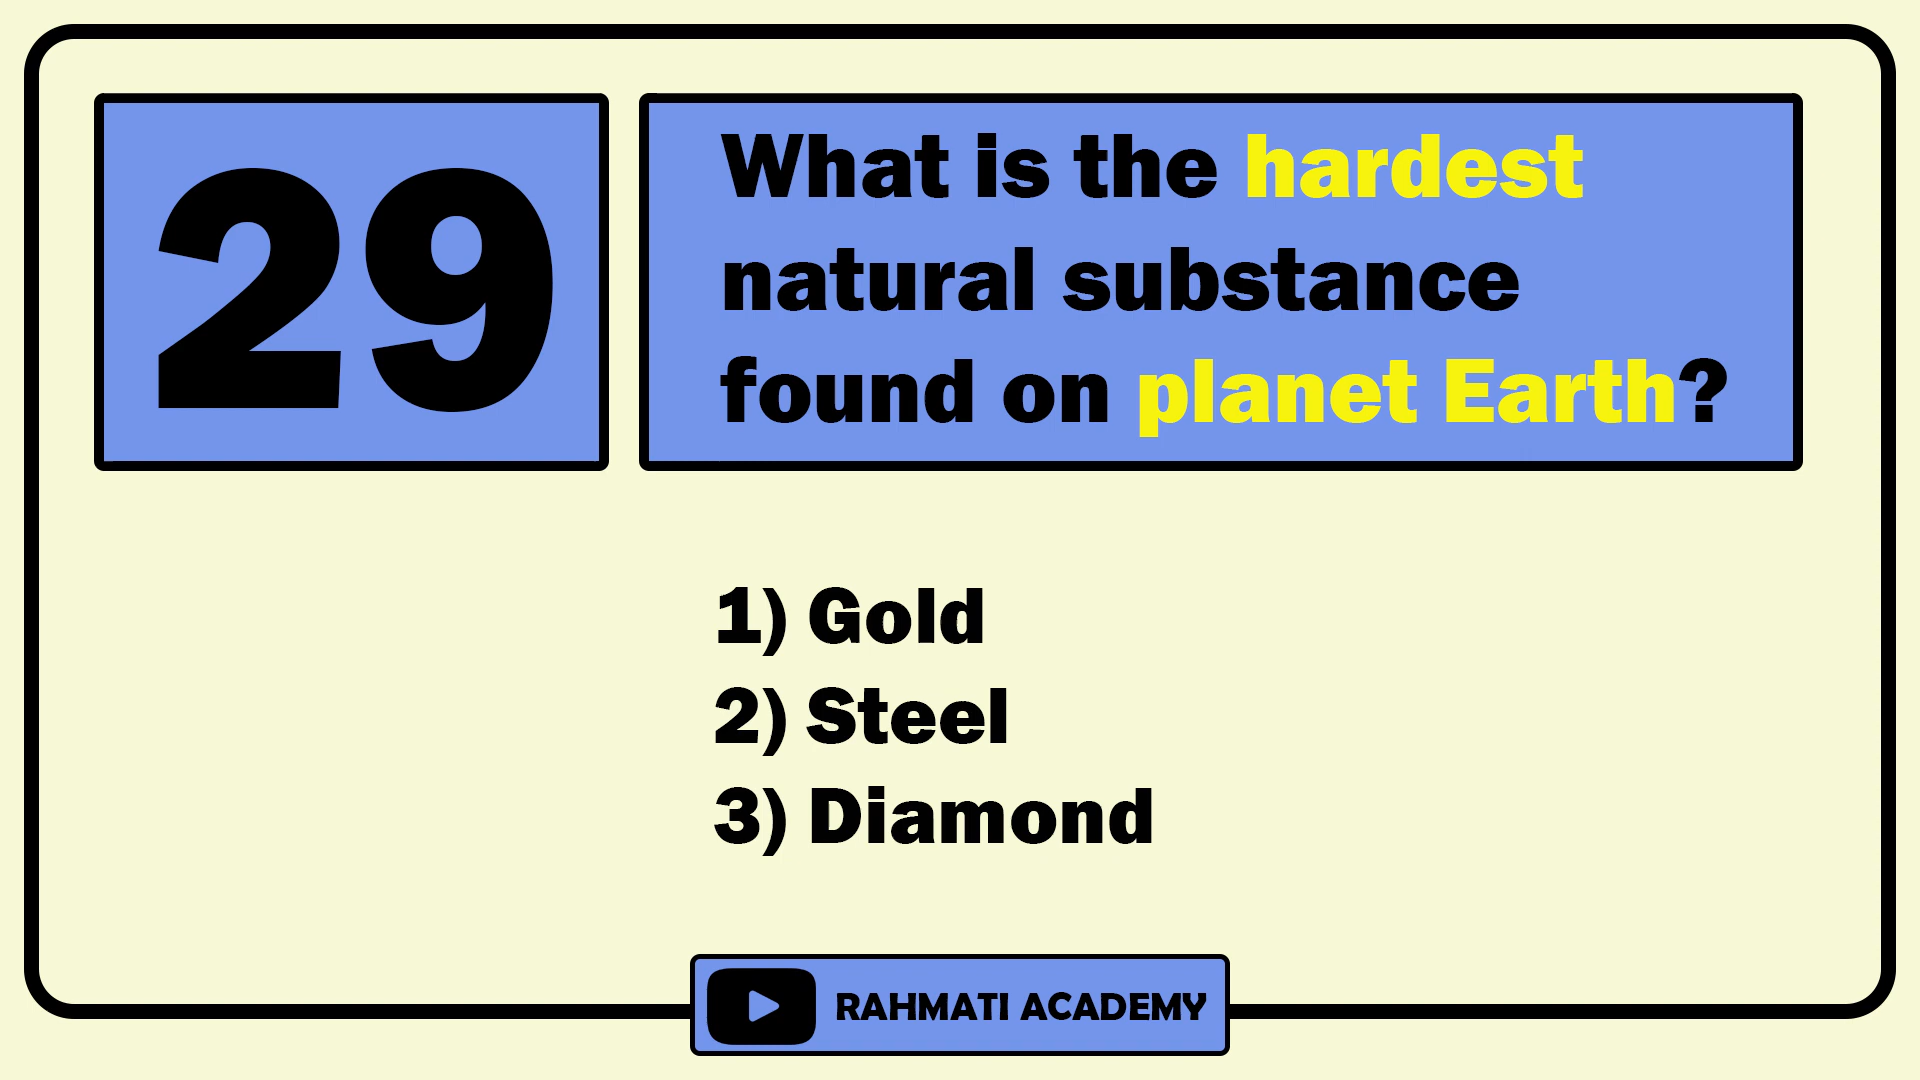 29
What is the hardest
natural substance
found on planet Earth?
1) Gold
2) Steel
3) Diamond
RAHMATI ACADEMY